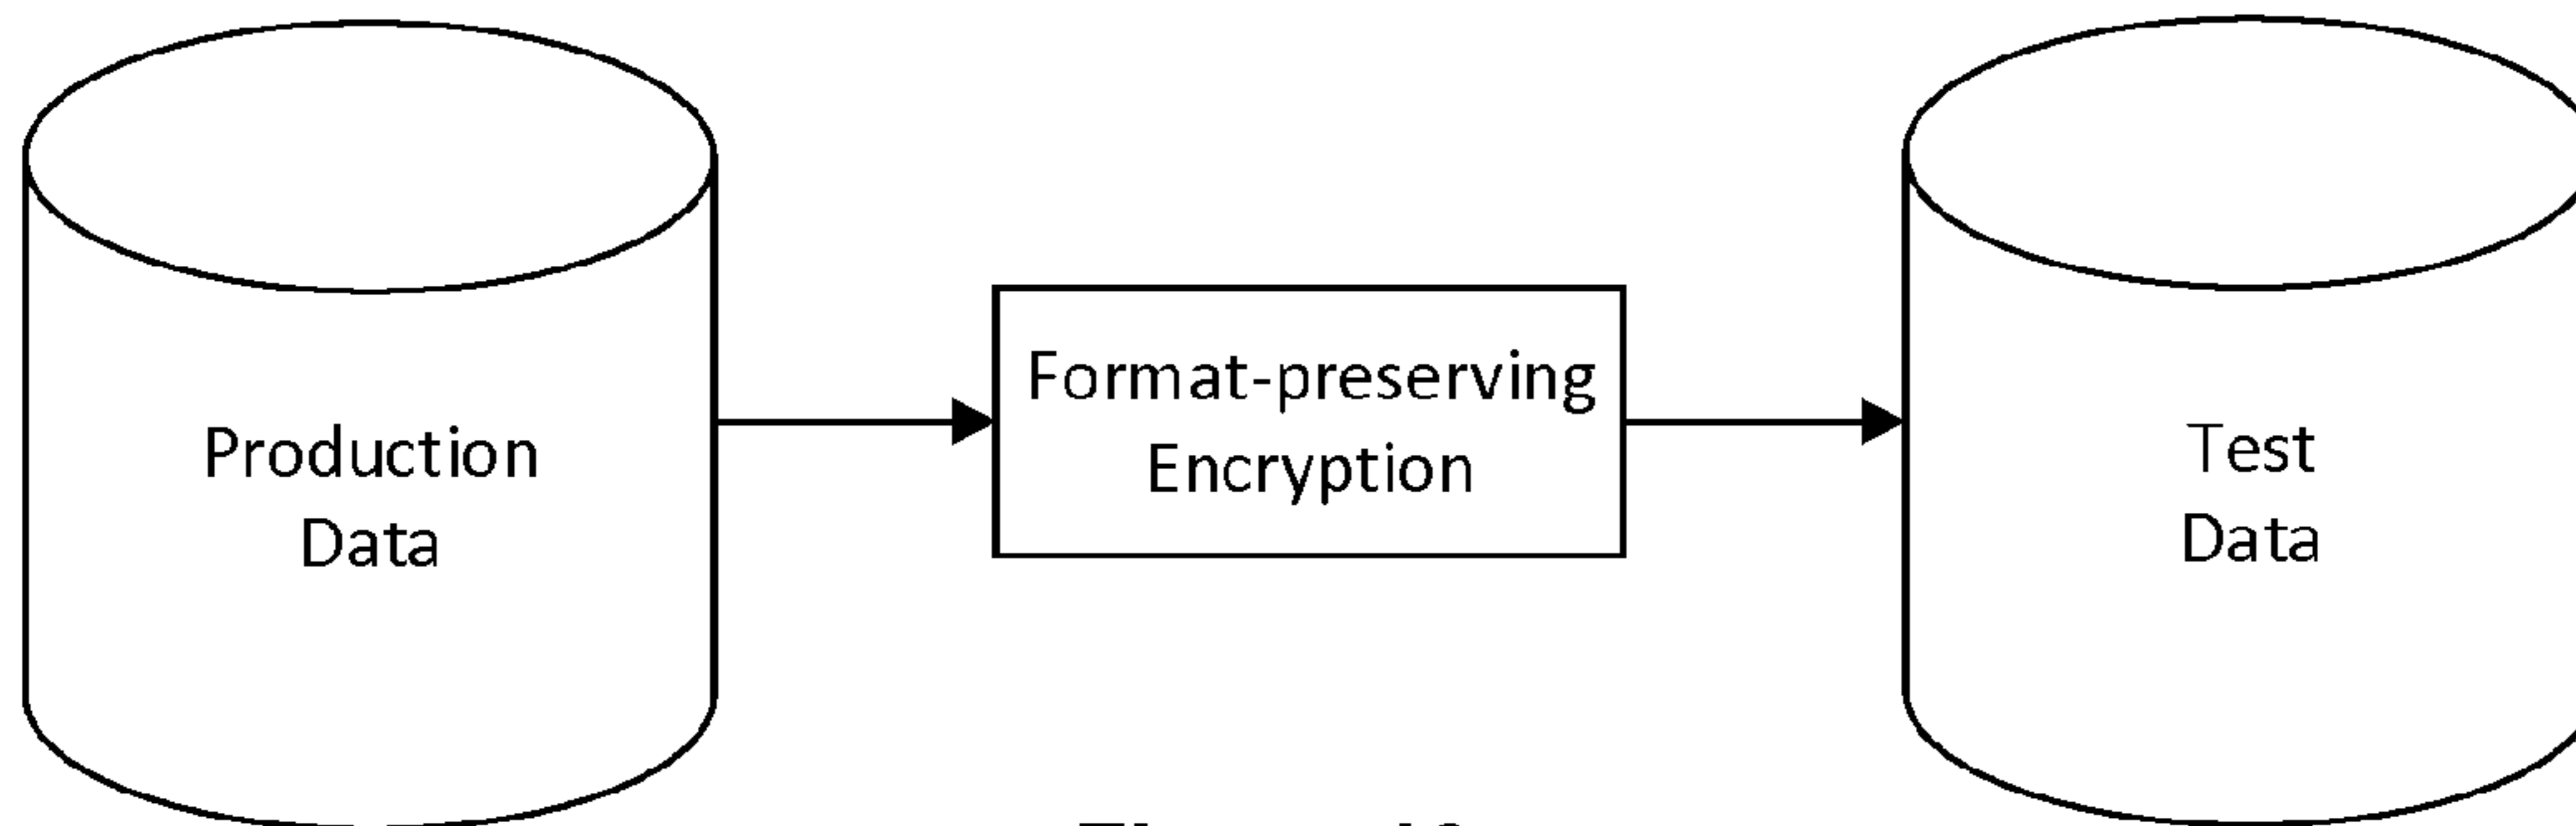 Production
Data
Format-preserving
Encryption
Test
Data